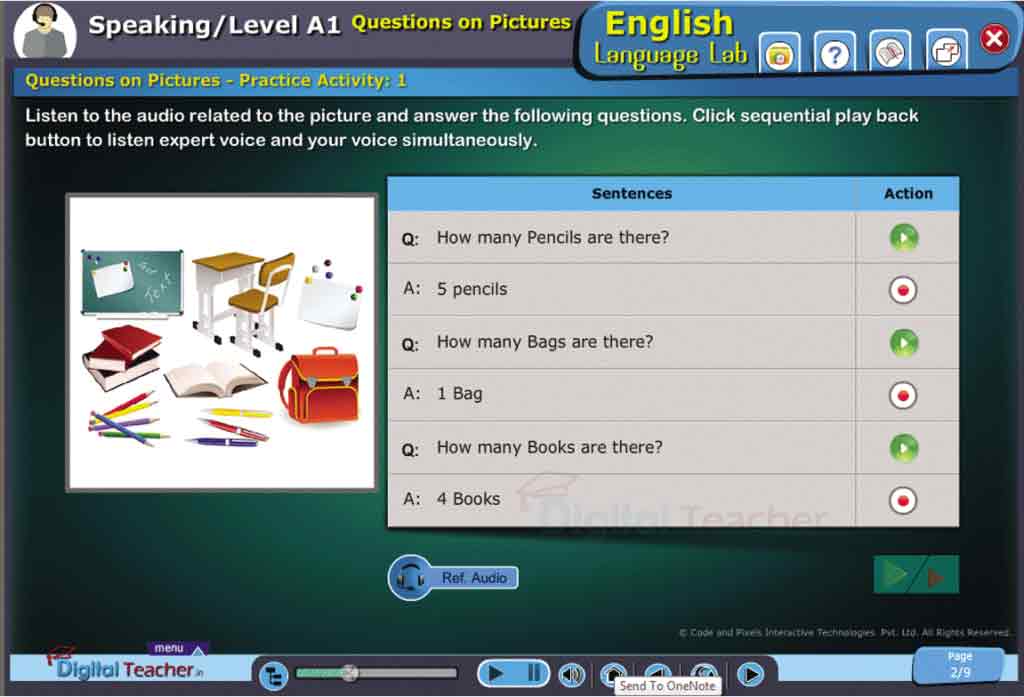 Speaking/Level A1 Questions on Pictures
English
Language Lab
?
Questions on Pictures - Practice Activity: 1
Listen to the audio related to the picture and answer the following questions. Click sequential play back
button to listen expert voice and your voice simultaneously.
Sentences Action
Q: How many Pencils are there?
A: 5 pencils
Q: How many Bags are there?
A: 1 Bag
Q: How many Books are there?
A: 4 Books
Digital Teacher
Text
Ref. Audio
© Code and Pixels Interactive Technologies. Pvt. Ltd. All Rights Reserved.
menu
Digital Teacher.in
Send To OneNote
Page
2/9